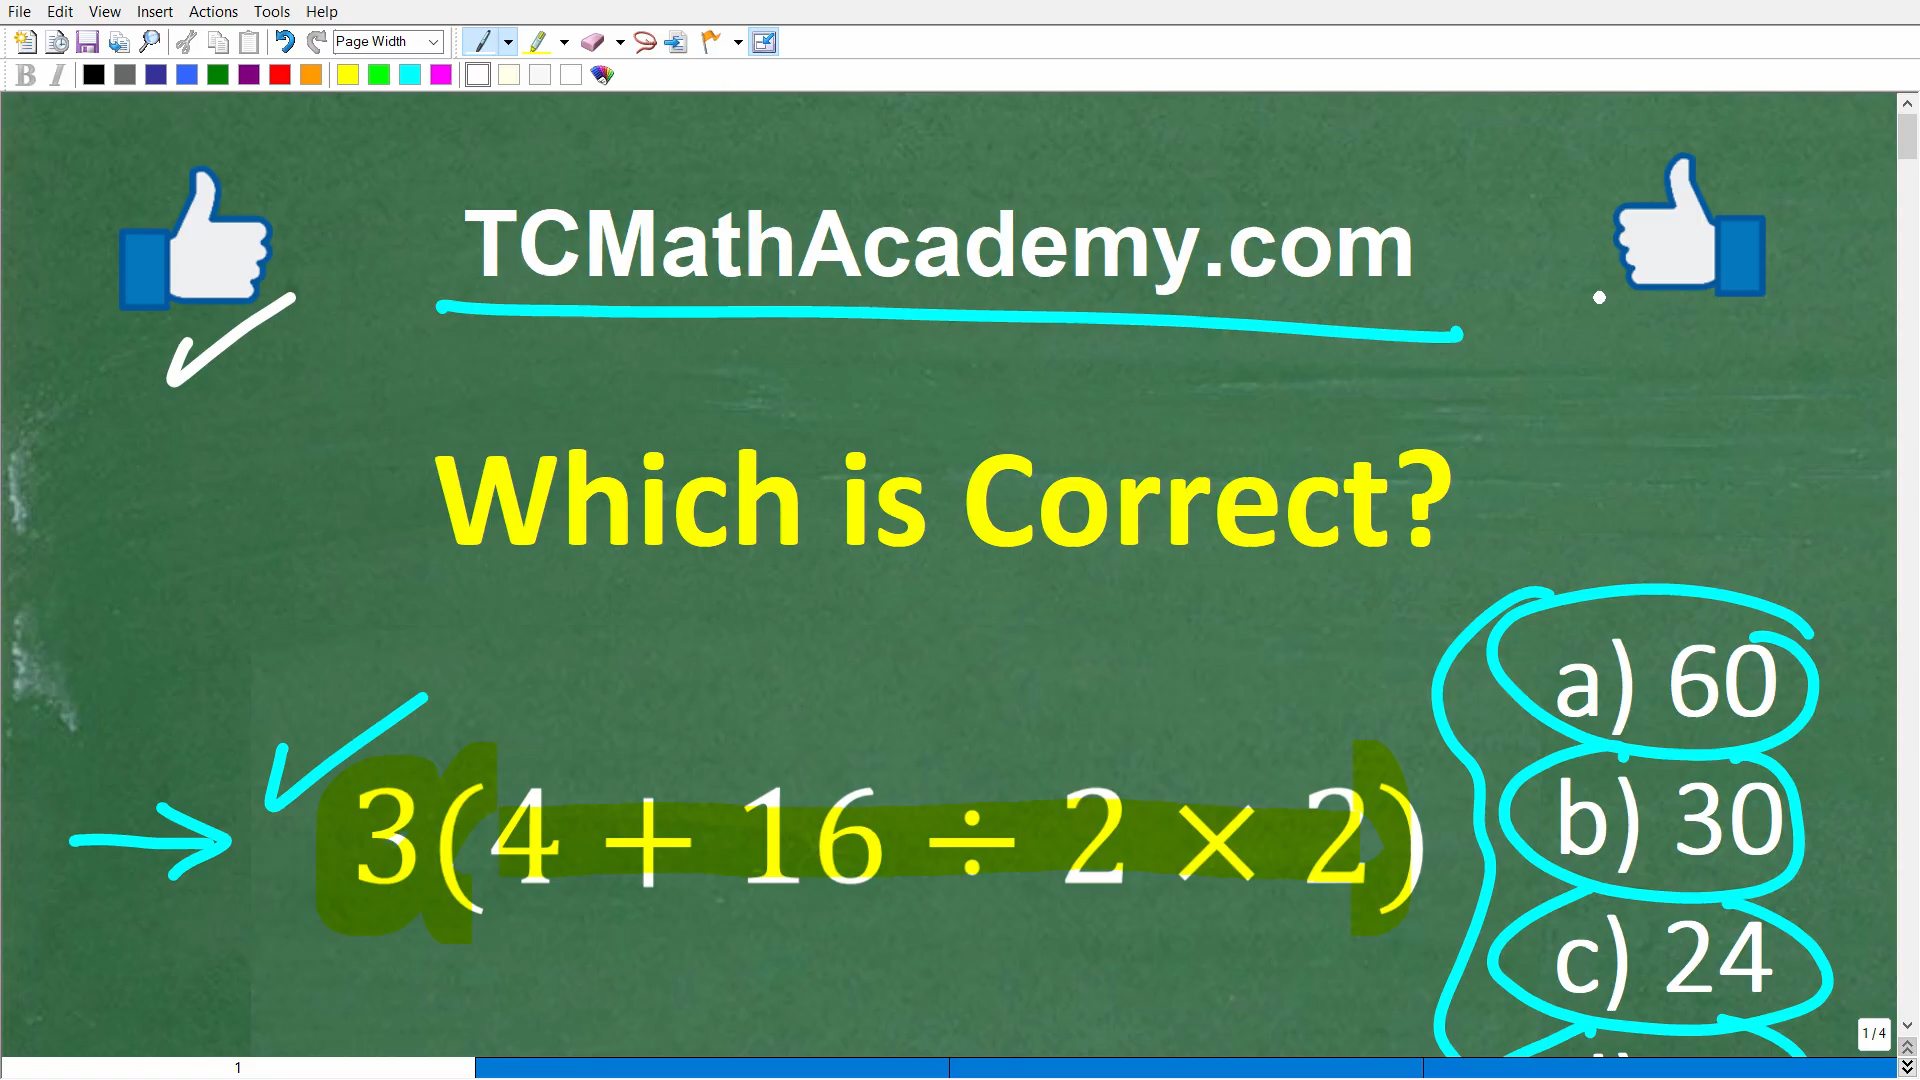 File Edit View Insert Actions Tools Help
Page Width
B I
TCMathAcademy.com
Which is Correct?
3(4 + 16 ÷ 2 × 2)
a) 60
b) 30
c) 24
1 / 4
1